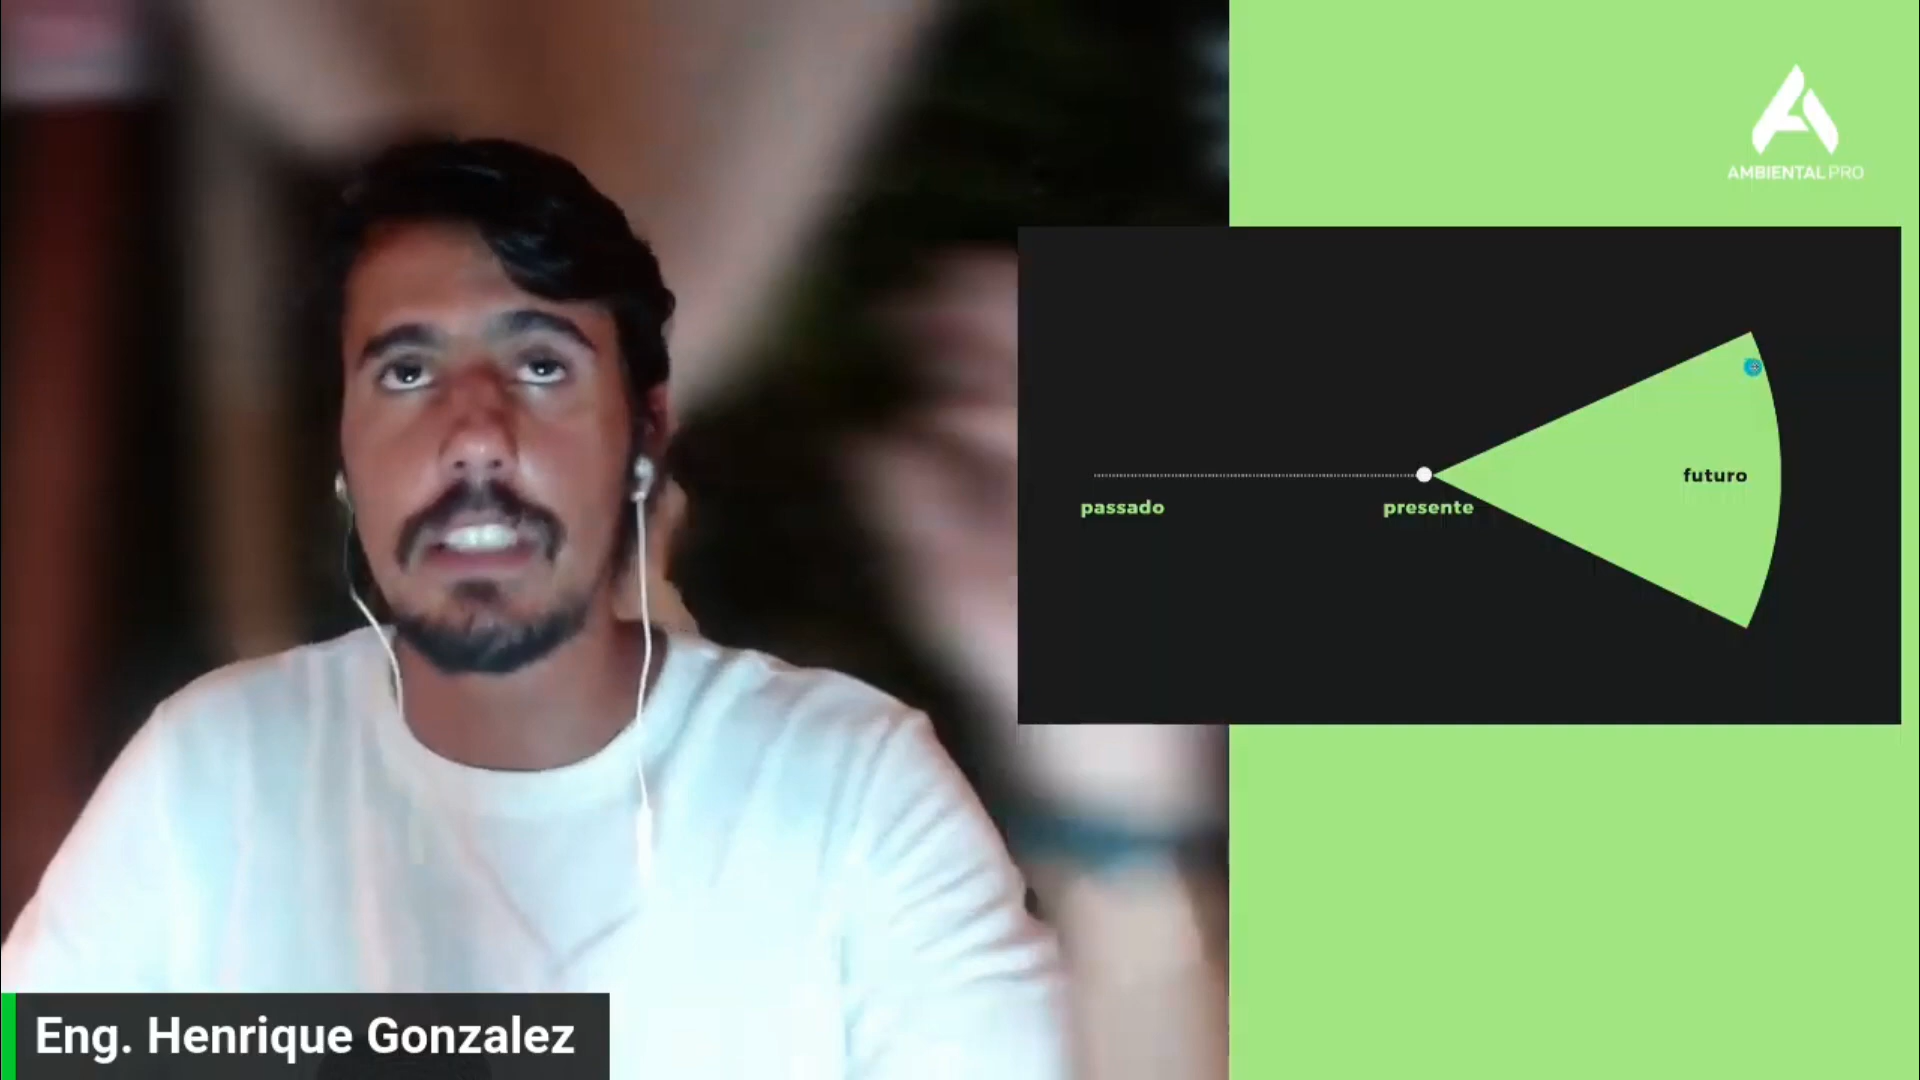 AMBIENTAL PRO
futuro
passado
presente
Eng. Henrique Gonzalez